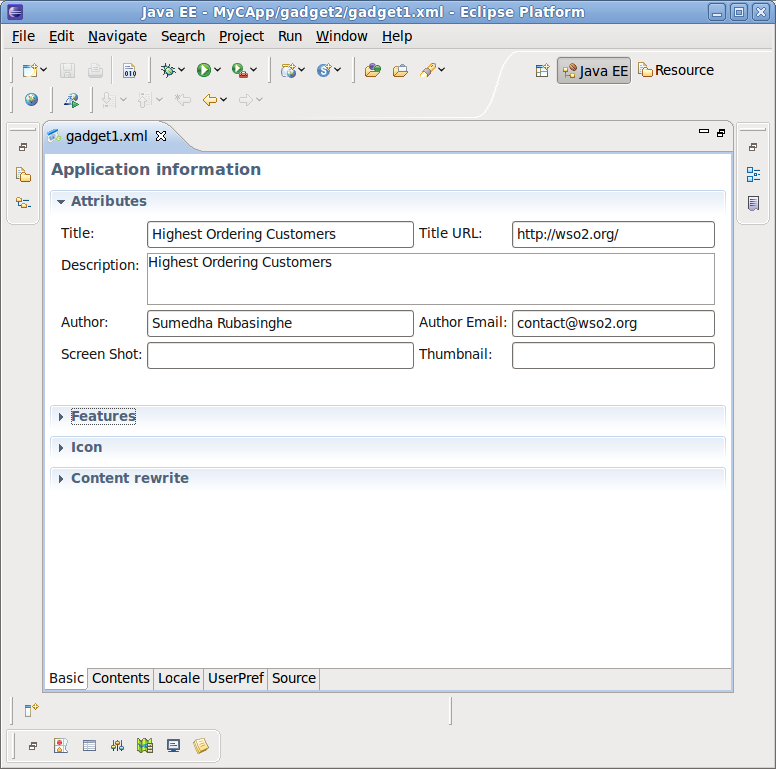 Java EE - MyCApp/gadget2/gadget1.xml - Eclipse Platform
File Edit Navigate Search Project Run Window Help
010
Java EE Resource
gadget1.xml
Application information
Attributes
Title: Highest Ordering Customers Title URL: http://wso2.org/
Description: Highest Ordering Customers
Author: Sumedha Rubasinghe Author Email: contact@wso2.org
Screen Shot: Thumbnail:
Features
Icon
Content rewrite
Basic Contents Locale UserPref Source